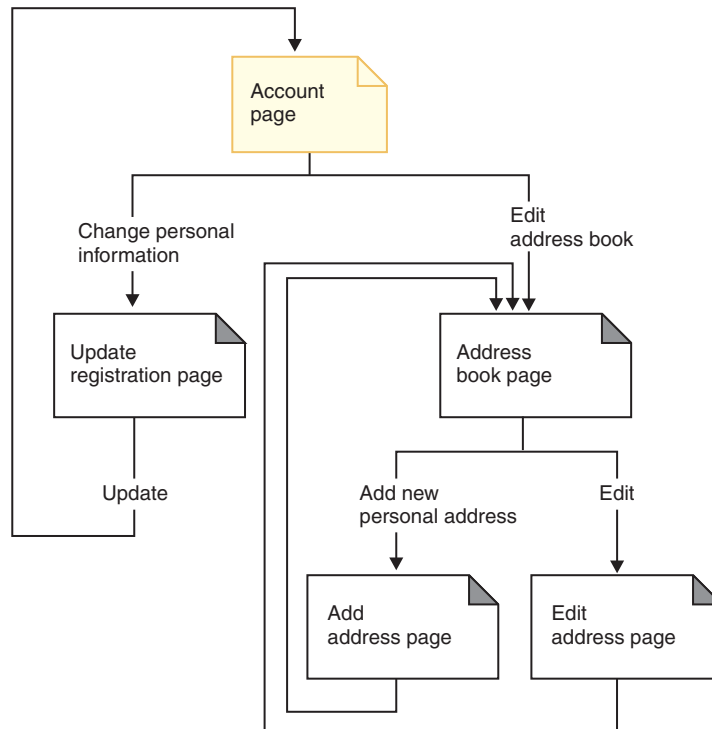 Account
page
Change personal
information
Edit
address book
Update
registration page
Address
book page
Update
Add new
personal address
Edit
Add
address page
Edit
address page